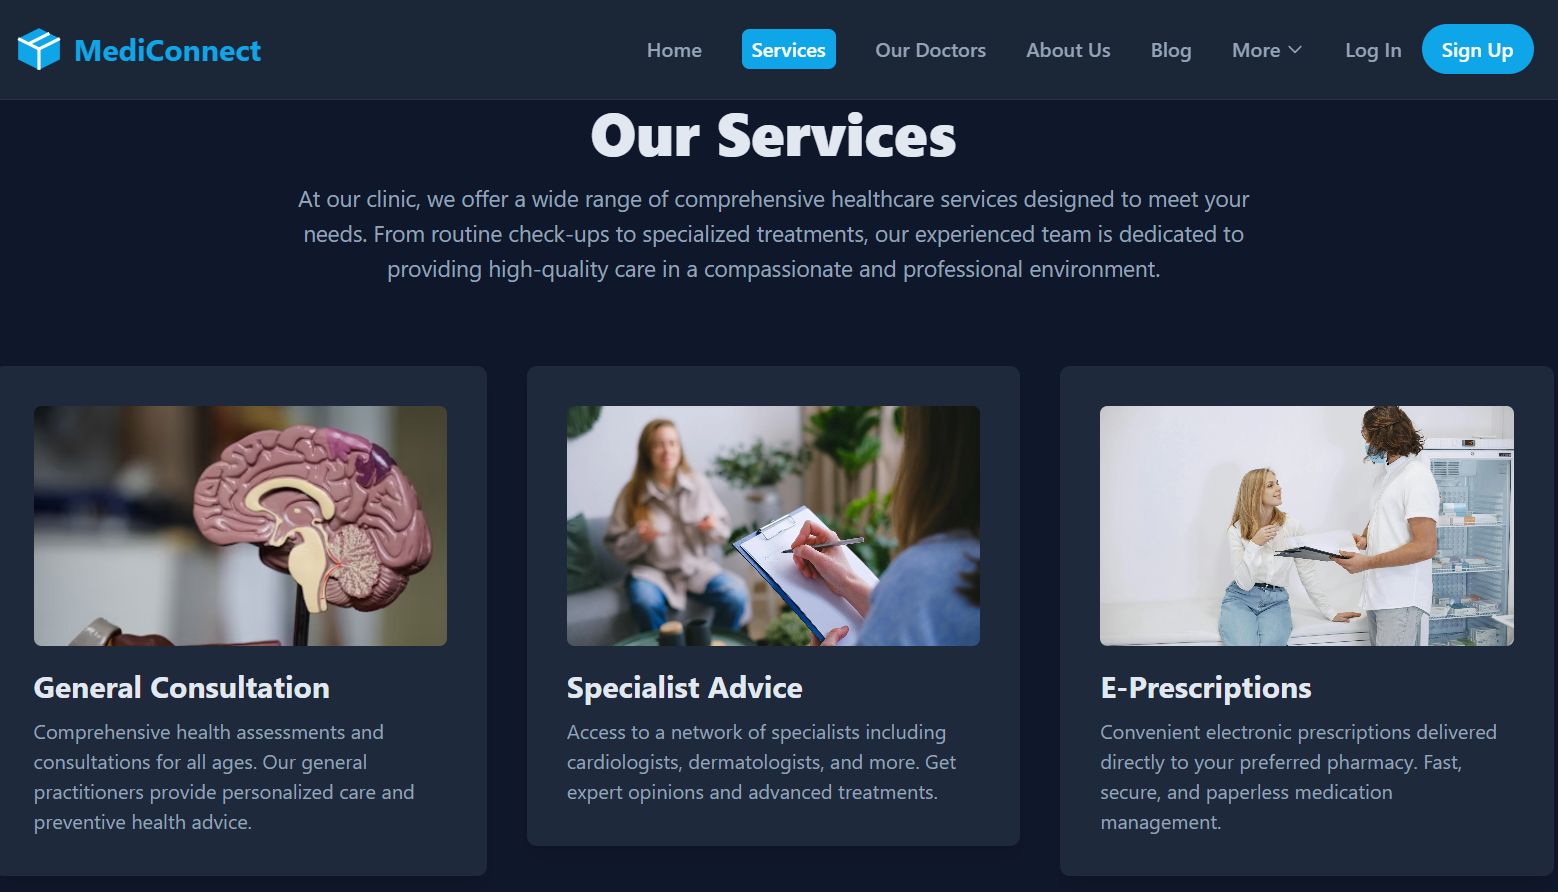 MediConnect
Home
Services
Our Doctors
About Us
Blog
More
Log In
Sign Up
Our Services
At our clinic, we offer a wide range of comprehensive healthcare services designed to meet your
needs. From routine check-ups to specialized treatments, our experienced team is dedicated to
providing high-quality care in a compassionate and professional environment.
General Consultation
Comprehensive health assessments and
consultations for all ages. Our general
practitioners provide personalized care and
preventive health advice.
Specialist Advice
Access to a network of specialists including
cardiologists, dermatologists, and more. Get
expert opinions and advanced treatments.
E-Prescriptions
Convenient electronic prescriptions delivered
directly to your preferred pharmacy. Fast,
secure, and paperless medication
management.